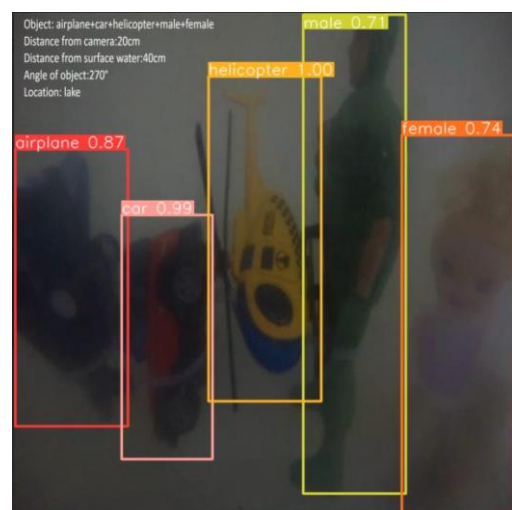 Object: airplane+car+helicopter+male+female
Distance from camera:20cm
Distance from surface water:40cm
Angle of object:270°
Location: lake
male 0.71
helicopter 1.00
female 0.74
airplane 0.87
car 0.99